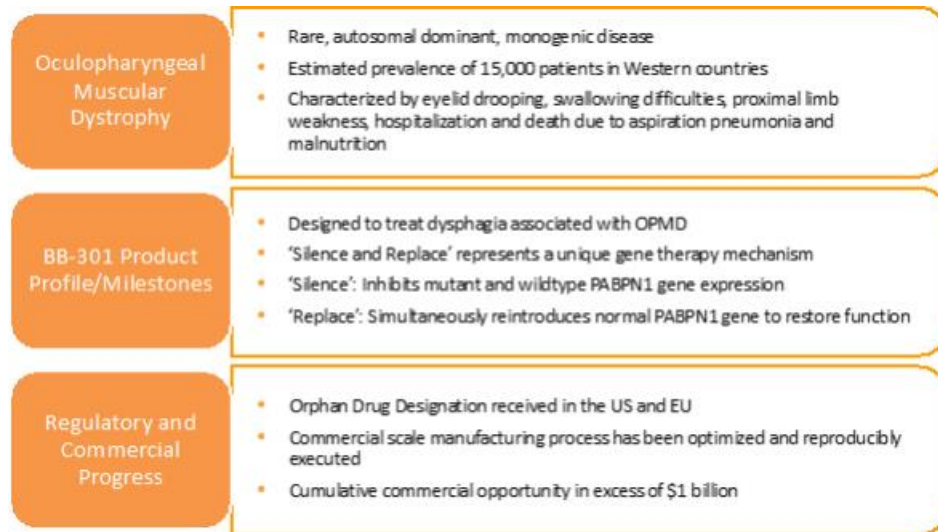 Oculopharyngeal
Muscular
Dystrophy
• Rare, autosomal dominant, monogenic disease
• Estimated prevalence of 15,000 patients in Western countries
• Characterized by eyelid drooping, swallowing difficulties, proximal limb
weakness, hospitalization and death due to aspiration pneumonia and
malnutrition
BB-301 Product
Profile/Milestones
• Designed to treat dysphagia associated with OPMD
• ‘Silence and Replace’ represents a unique gene therapy mechanism
• ‘Silence’: Inhibits mutant and wildtype PABPN1 gene expression
• ‘Replace’: Simultaneously reintroduces normal PABPN1 gene to restore function
Regulatory and
Commercial
Progress
• Orphan Drug Designation received in the US and EU
• Commercial scale manufacturing process has been optimized and reproducibly
executed
• Cumulative commercial opportunity in excess of $1 billion